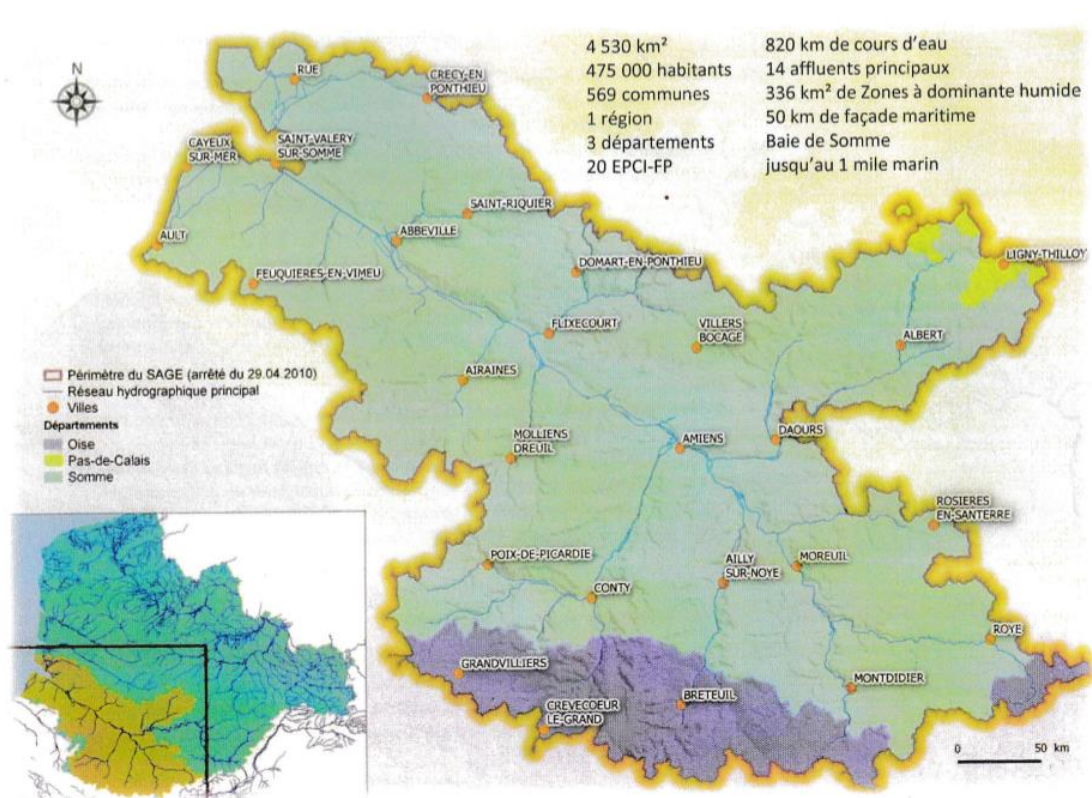 4 530 km²
475 000 habitants
569 communes
1 région
3 départements
20 EPCI-FP
820 km de cours d'eau
14 affluents principaux
336 km² de Zones à dominante humide
50 km de façade maritime
Baie de Somme
jusqu'au 1 mile marin
N
RUE
CRECY-EN
PONTHIEU
CAYEUX
SUR-MER
SAINT-VALERY
SUR-SOMME
SAINT-RIQUIER
ABBEVILLE
AULT
FEUQUIERES-EN-VIMEU
DOMART-EN-PONTHIEU
LIGNY-THILLOY
FLIXECOURT
VILLERS
BOCAGE
ALBERT
AIRAINES
MOLLIENS
DREUIL
AMIENS
DAOURS
ROSIERES
EN-SANTERRE
POIX-DE-PICARDIE
AILLY
SUR-NOYE
MOREUIL
CONTY
ROYE
GRANDVILLIERS
MONTDIDIER
BRETEUIL
CREVECOEUR
LE-GRAND
Périmètre du SAGE (arrêté du 29.04.2010)
Réseau hydrographique principal
Villes
Départements
Oise
Pas-de-Calais
Somme
0 50 km